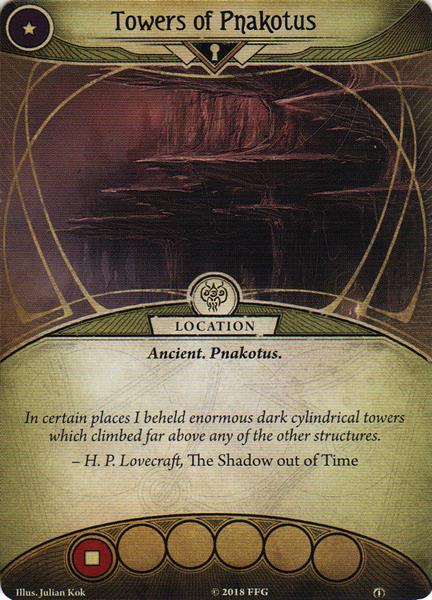 Towers of Pnakotus
LOCATION
Ancient. Pnakotus.
In certain places I beheld enormous dark cylindrical towers
which climbed far above any of the other structures.
– H. P. Lovecraft, The Shadow out of Time
Illus. Julian Kok
© 2018 FFG